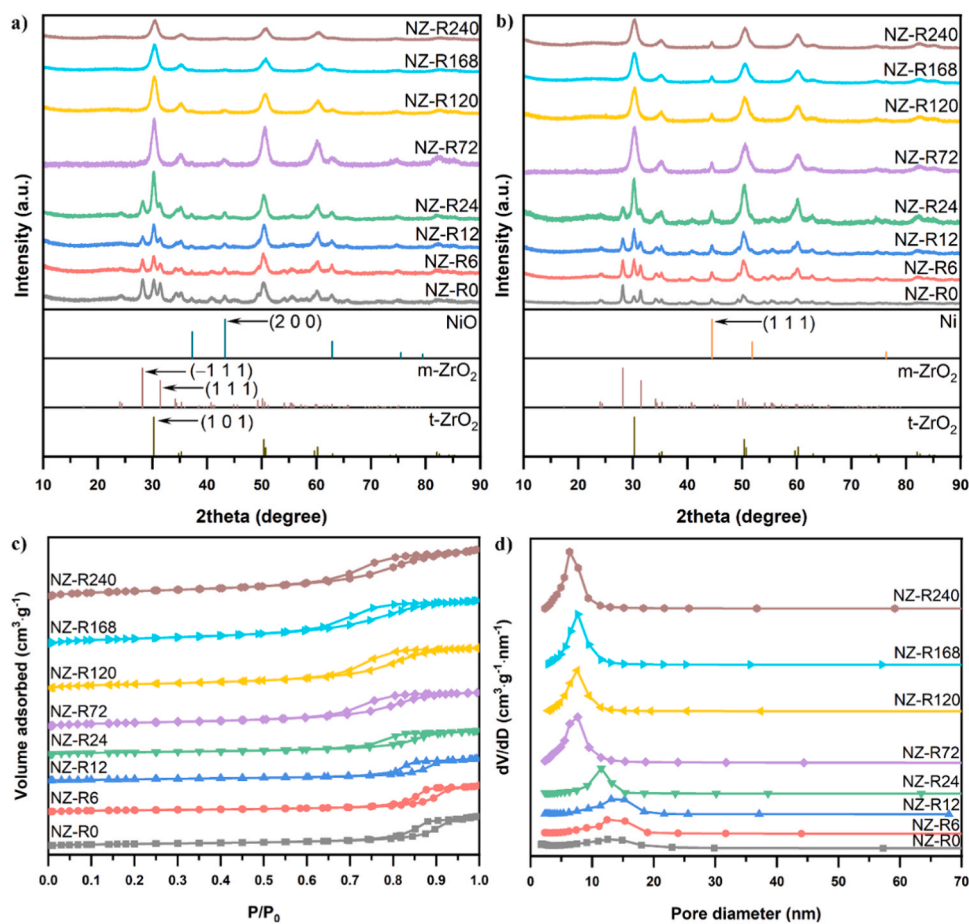 a)
NZ-R240
NZ-R168
NZ-R120
NZ-R72
NZ-R24
NZ-R12
NZ-R6
NZ-R0
(2 0 0)
NiO
(−1 1 1)
m-ZrO₂
(1 1 1)
t-ZrO₂
(1 0 1)
Intensity (a.u.)
10 20 30 40 50 60 70 80 90
2theta (degree)
b)
NZ-R240
NZ-R168
NZ-R120
NZ-R72
NZ-R24
NZ-R12
NZ-R6
NZ-R0
(1 1 1)
Ni
m-ZrO₂
t-ZrO₂
Intensity (a.u.)
10 20 30 40 50 60 70 80 90
2theta (degree)
c)
NZ-R240
NZ-R168
NZ-R120
NZ-R72
NZ-R24
NZ-R12
NZ-R6
NZ-R0
Volume adsorbed (cm³·g⁻¹)
0.0 0.1 0.2 0.3 0.4 0.5 0.6 0.7 0.8 0.9 1.0
P/P₀
d)
NZ-R240
NZ-R168
NZ-R120
NZ-R72
NZ-R24
NZ-R12
NZ-R6
NZ-R0
dV/dD (cm³·g⁻¹·nm⁻¹)
0 10 20 30 40 50 60 70
Pore diameter (nm)